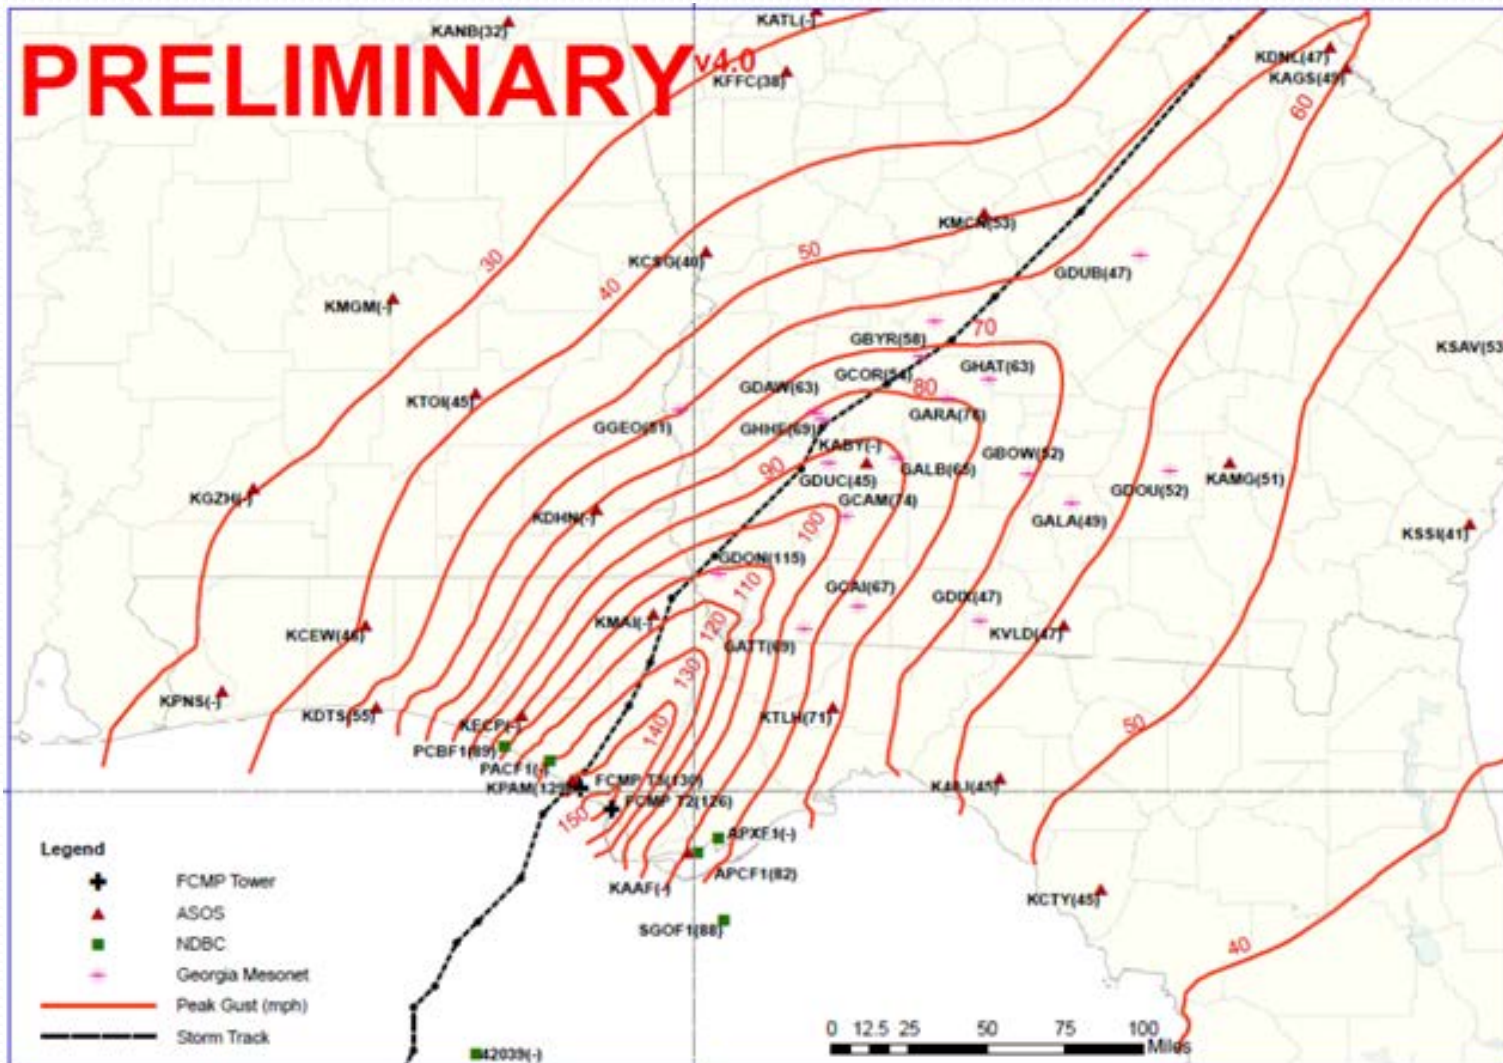 KANB(32)
KATL(-)
PRELIMINARY v4.0
KFFC(38)
KDNL(47)
KAGS(49)
60
KMCN(53)
50
KCSG(40)
30
40
KMGM(-)
GDUB(47)
70
GBYR(58)
KSAV(53
GCOR(54)
GHAT(63)
GDAW(63)
80
KTOI(45)
GARA(76)
GGEO(51)
GHHE(69)
KABY(-)
GBOW(52)
90
GALB(65)
GDUC(45)
KAMG(51)
GDOU(52)
KGZH(-)
GCAM(74)
KDHN(-)
GALA(49)
100
KSSI(41)
GDON(115)
110
GCAI(67)
GDIX(47)
KMAI(-)
120
KCEW(46)
KVLD(47)
GATT(69)
130
KPNS(-)
KDTS(55)
KTLH(71)
KECP(-)
140
50
PCBF1(89)
PACF1(-)
FCMP T3(130)
KPAM(129)
K40J(45)
FCMP T2(126)
150
APXF1(-)
Legend
FCMP Tower
APCF1(82)
KAAF(-)
KCTY(45)
ASOS
SGOF1(88)
NDBC
40
Georgia Mesonet
Peak Gust (mph)
Storm Track
0 12.5 25 50 75 100
Miles
42039(-)